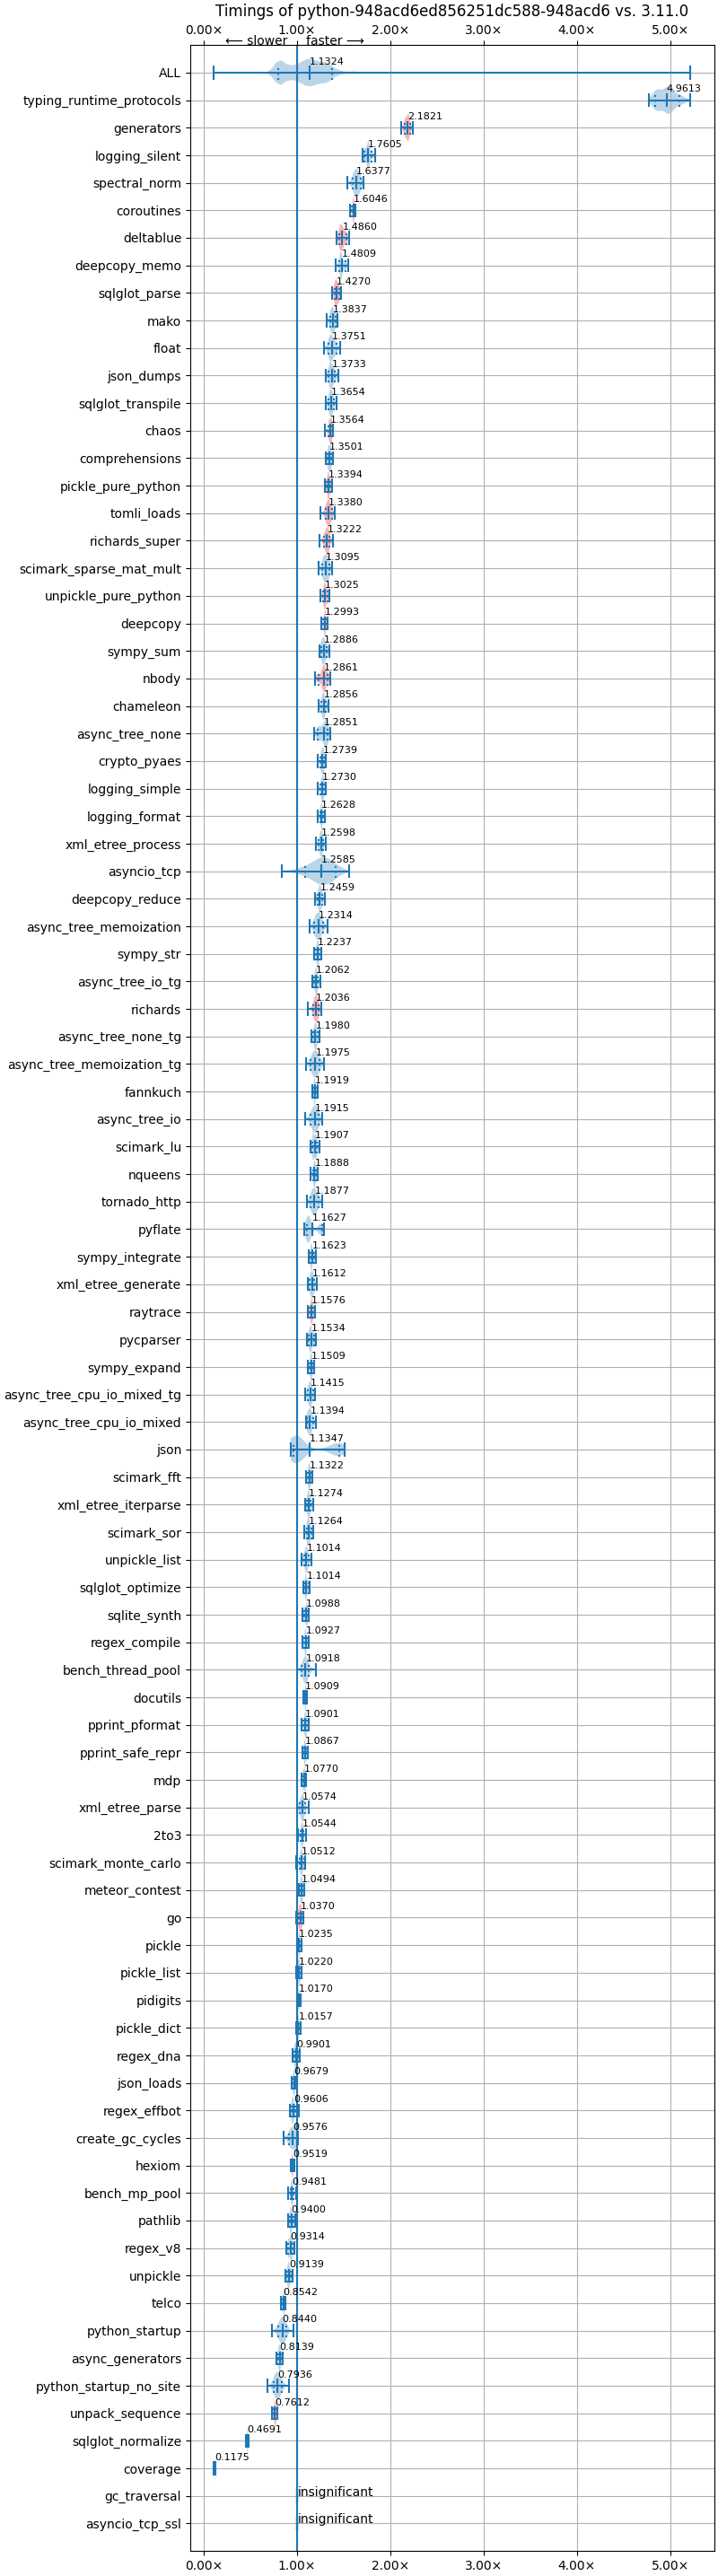 Timings of python-948acd6ed856251dc588-948acd6 vs. 3.11.0
0.00× 1.00× 2.00× 3.00× 4.00× 5.00×
⟵ slower faster ⟶
ALL 1.1324
typing_runtime_protocols 4.9613
generators 2.1821
logging_silent 1.7605
spectral_norm 1.6377
coroutines 1.6046
deltablue 1.4860
deepcopy_memo 1.4809
sqlglot_parse 1.4270
mako 1.3837
float 1.3751
json_dumps 1.3733
sqlglot_transpile 1.3654
chaos 1.3564
comprehensions 1.3501
pickle_pure_python 1.3394
tomli_loads 1.3380
richards_super 1.3222
scimark_sparse_mat_mult 1.3095
unpickle_pure_python 1.3025
deepcopy 1.2993
sympy_sum 1.2886
nbody 1.2861
chameleon 1.2856
async_tree_none 1.2851
crypto_pyaes 1.2739
logging_simple 1.2730
logging_format 1.2628
xml_etree_process 1.2598
asyncio_tcp 1.2585
deepcopy_reduce 1.2459
async_tree_memoization 1.2314
sympy_str 1.2237
async_tree_io_tg 1.2062
richards 1.2036
async_tree_none_tg 1.1980
async_tree_memoization_tg 1.1975
fannkuch 1.1919
async_tree_io 1.1915
scimark_lu 1.1907
nqueens 1.1888
tornado_http 1.1877
pyflate 1.1627
sympy_integrate 1.1623
xml_etree_generate 1.1612
raytrace 1.1576
pycparser 1.1534
sympy_expand 1.1509
async_tree_cpu_io_mixed_tg 1.1415
async_tree_cpu_io_mixed 1.1394
json 1.1347
scimark_fft 1.1322
xml_etree_iterparse 1.1274
scimark_sor 1.1264
unpickle_list 1.1014
sqlglot_optimize 1.1014
sqlite_synth 1.0988
regex_compile 1.0927
bench_thread_pool 1.0918
docutils 1.0909
pprint_pformat 1.0901
pprint_safe_repr 1.0867
mdp 1.0770
xml_etree_parse 1.0574
2to3 1.0544
scimark_monte_carlo 1.0512
meteor_contest 1.0494
go 1.0370
pickle 1.0235
pickle_list 1.0220
pidigits 1.0170
pickle_dict 1.0157
regex_dna 0.9901
json_loads 0.9679
regex_effbot 0.9606
create_gc_cycles 0.9576
hexiom 0.9519
bench_mp_pool 0.9481
pathlib 0.9400
regex_v8 0.9314
unpickle 0.9139
telco 0.8542
python_startup 0.8440
async_generators 0.8139
python_startup_no_site 0.7936
unpack_sequence 0.7612
sqlglot_normalize 0.4691
coverage 0.1175
gc_traversal insignificant
asyncio_tcp_ssl insignificant
0.00× 1.00× 2.00× 3.00× 4.00× 5.00×